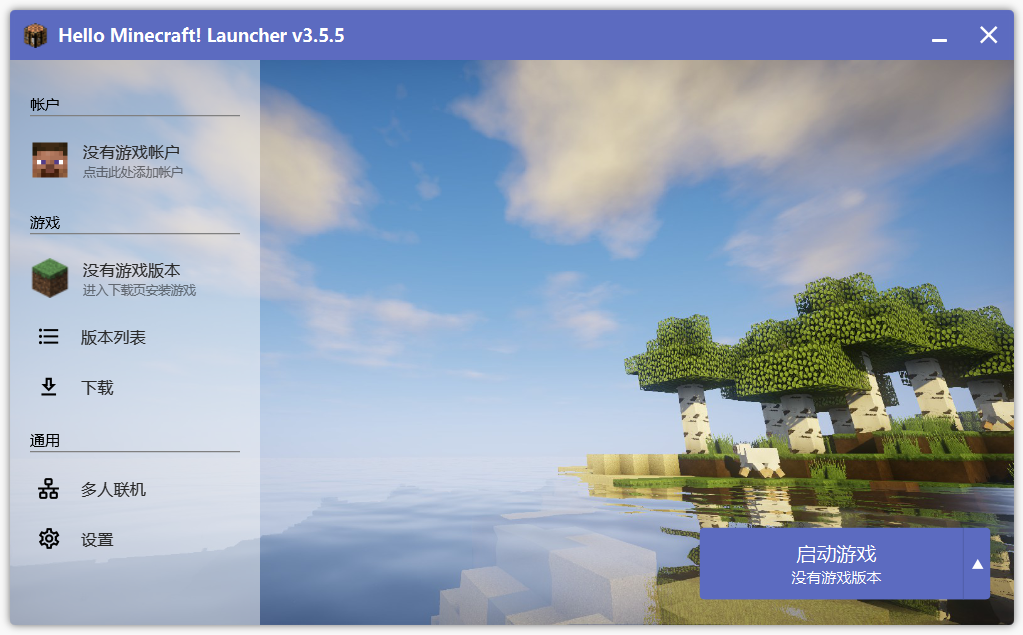 Hello Minecraft! Launcher v3.5.5
帐户
没有游戏帐户
点击此处添加帐户
游戏
没有游戏版本
进入下载页安装游戏
版本列表
下载
通用
多人联机
设置
启动游戏
没有游戏版本